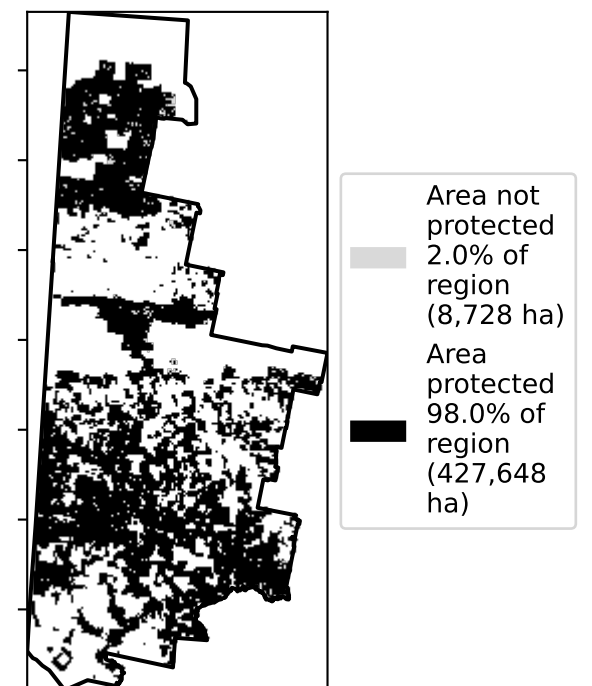 Area not
protected
2.0% of
region
(8,728 ha)
Area
protected
98.0% of
region
(427,648
ha)